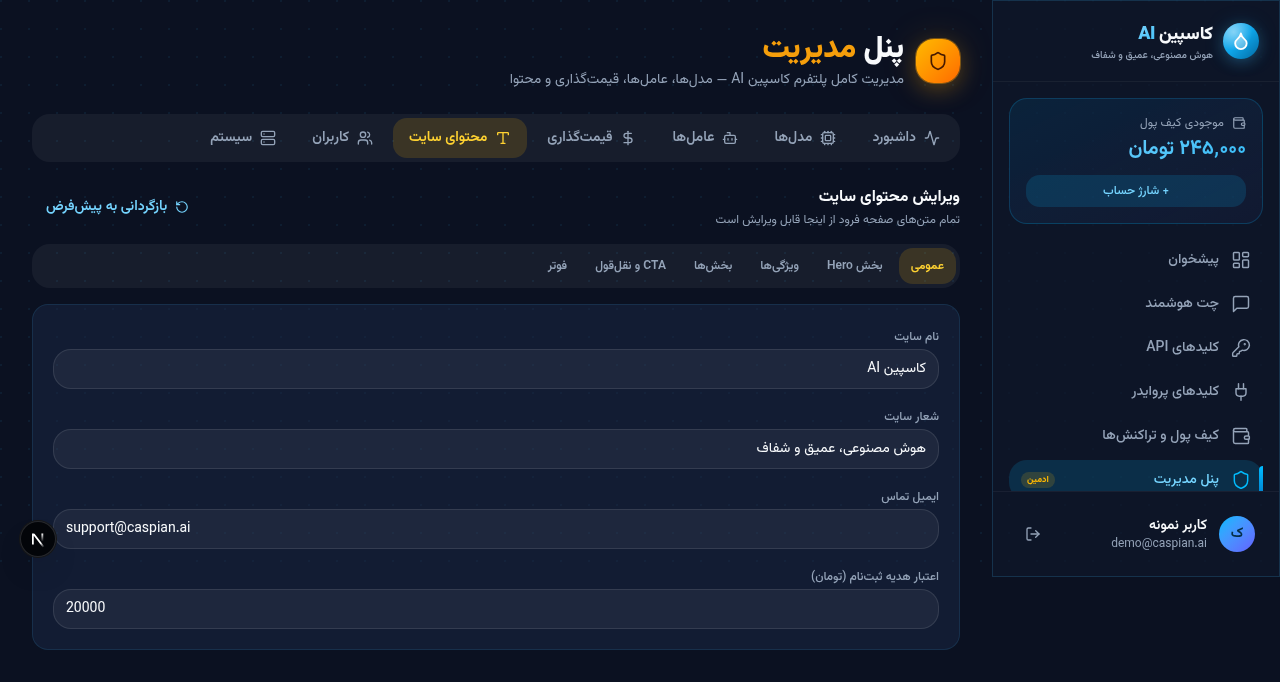 کاسپین AI
هوش مصنوعی، عمیق و شفاف
موجودی کیف پول
۲۴۵,۰۰۰ تومان
+ شارژ حساب
پیشخوان
چت هوشمند
کلیدهای API
کلیدهای پروایدر
کیف پول و تراکنش‌ها
پنل مدیریت
ادمین
ک
کاربر نمونه
demo@caspian.ai
پنل مدیریت
مدیریت کامل پلتفرم کاسپین AI — مدل‌ها، عامل‌ها، قیمت‌گذاری و محتوا
داشبورد
مدل‌ها
عامل‌ها
قیمت‌گذاری
محتوای سایت
کاربران
سیستم
ویرایش محتوای سایت
تمام متن‌های صفحه فرود از اینجا قابل ویرایش است
بازگردانی به پیش‌فرض
عمومی
بخش Hero
ویژگی‌ها
بخش‌ها
CTA و نقل‌قول
فوتر
نام سایت
کاسپین AI
شعار سایت
هوش مصنوعی، عمیق و شفاف
ایمیل تماس
support@caspian.ai
اعتبار هدیه ثبت‌نام (تومان)
20000
N